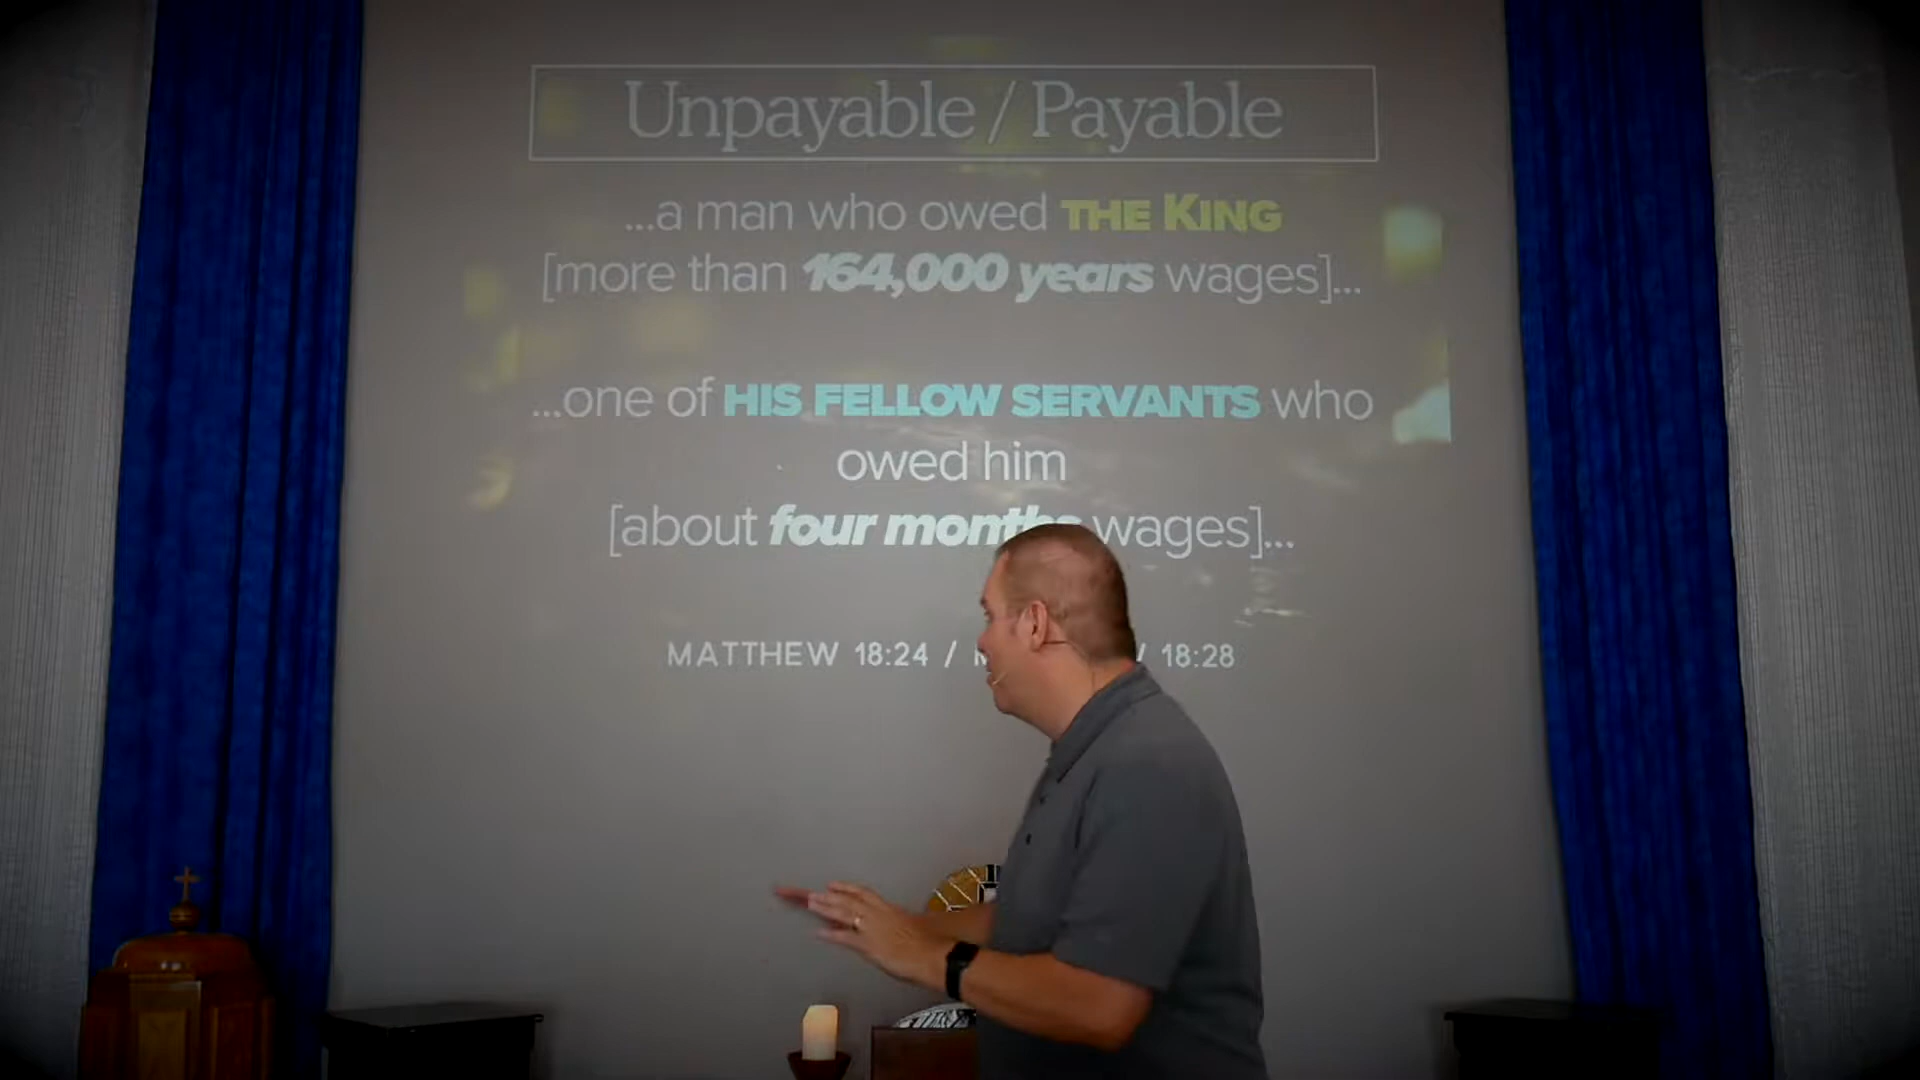 Unpayable / Payable
...a man who owed THE KING
[more than 164,000 years wages]...
...one of HIS FELLOW SERVANTS who
owed him
[about four months wages]...
MATTHEW 18:24 / 18:28